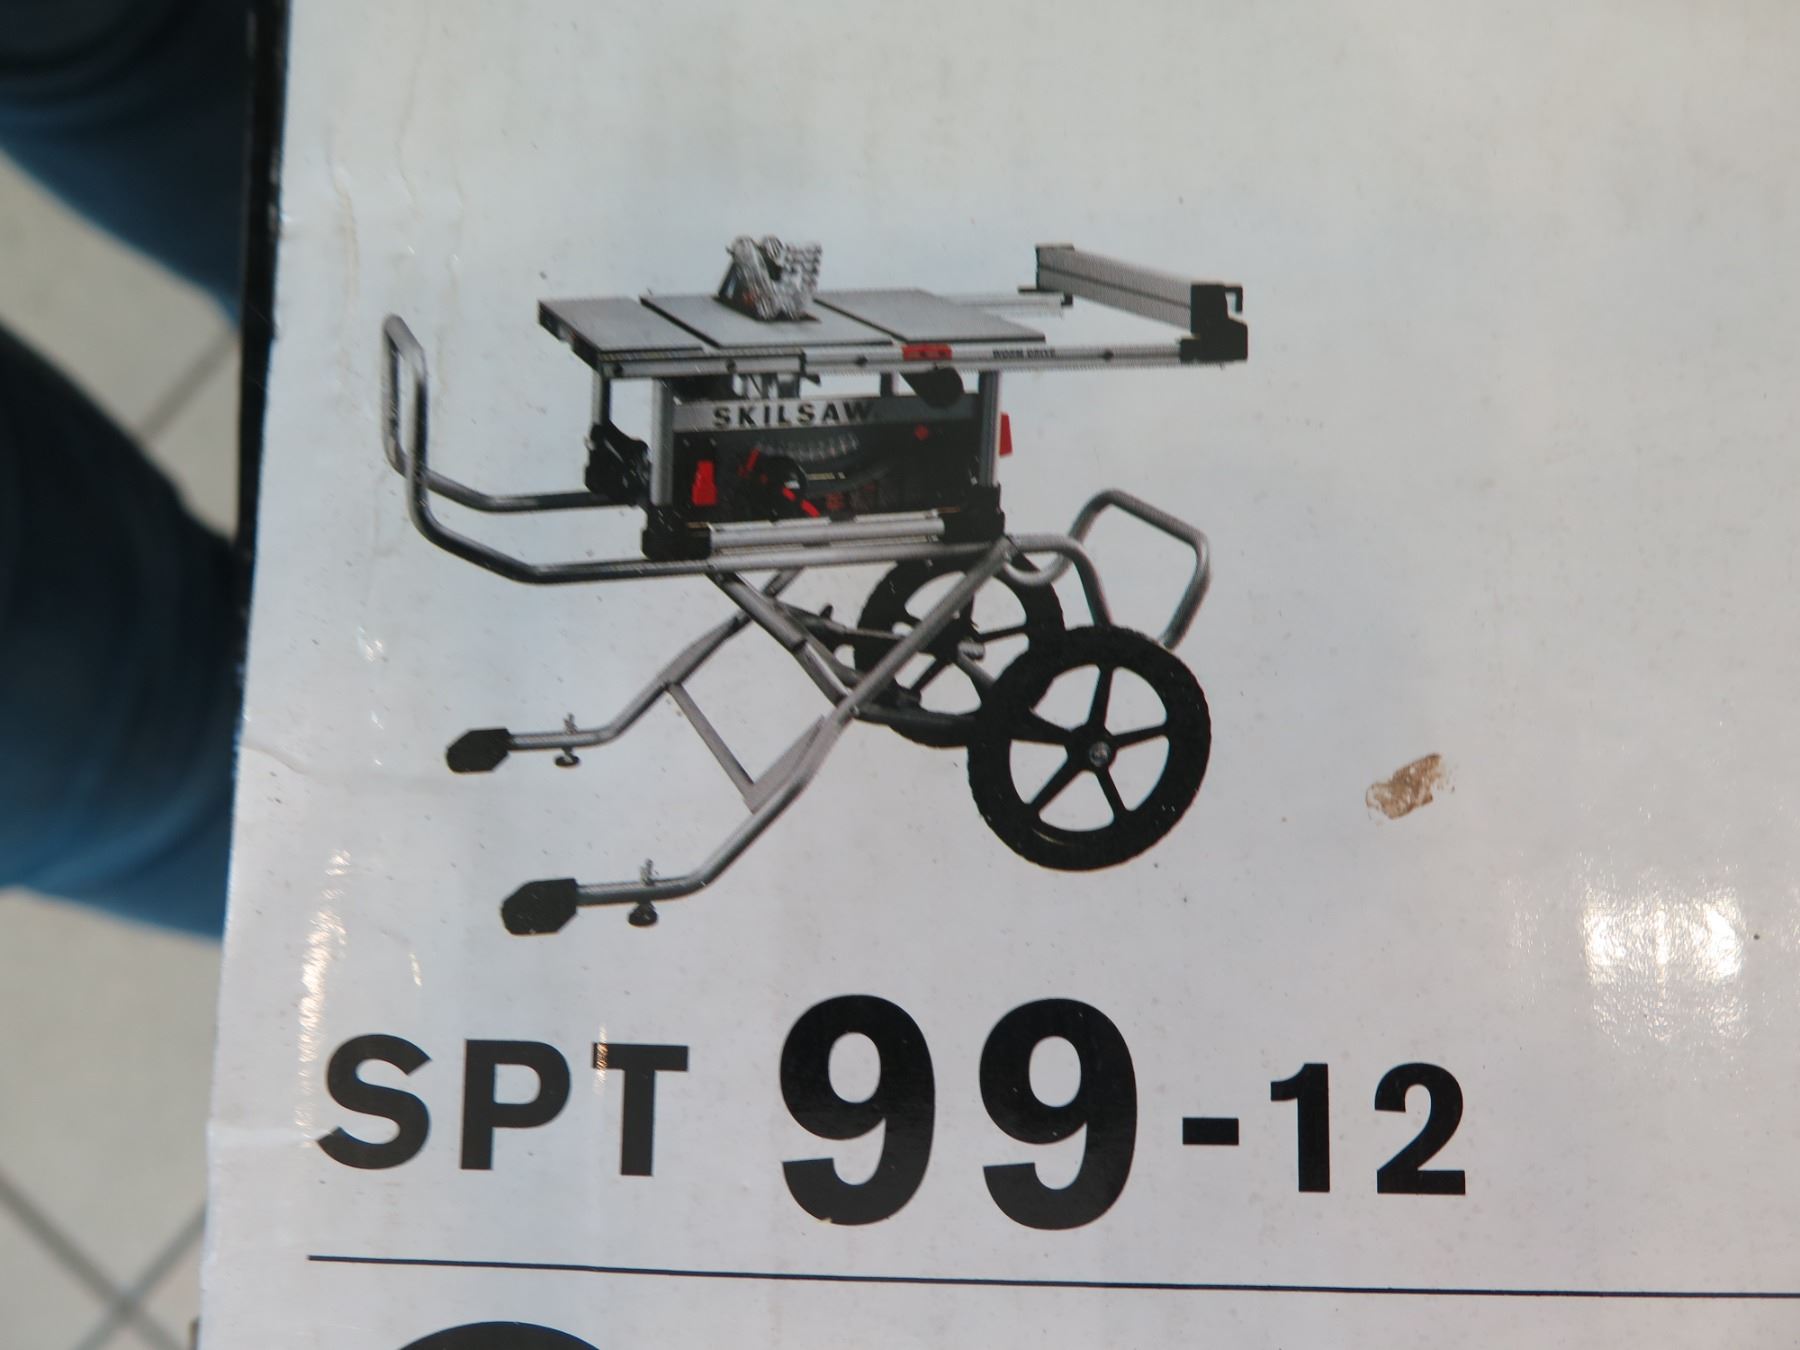 WORM DRIVE
SKILSAW
SPT 99-12